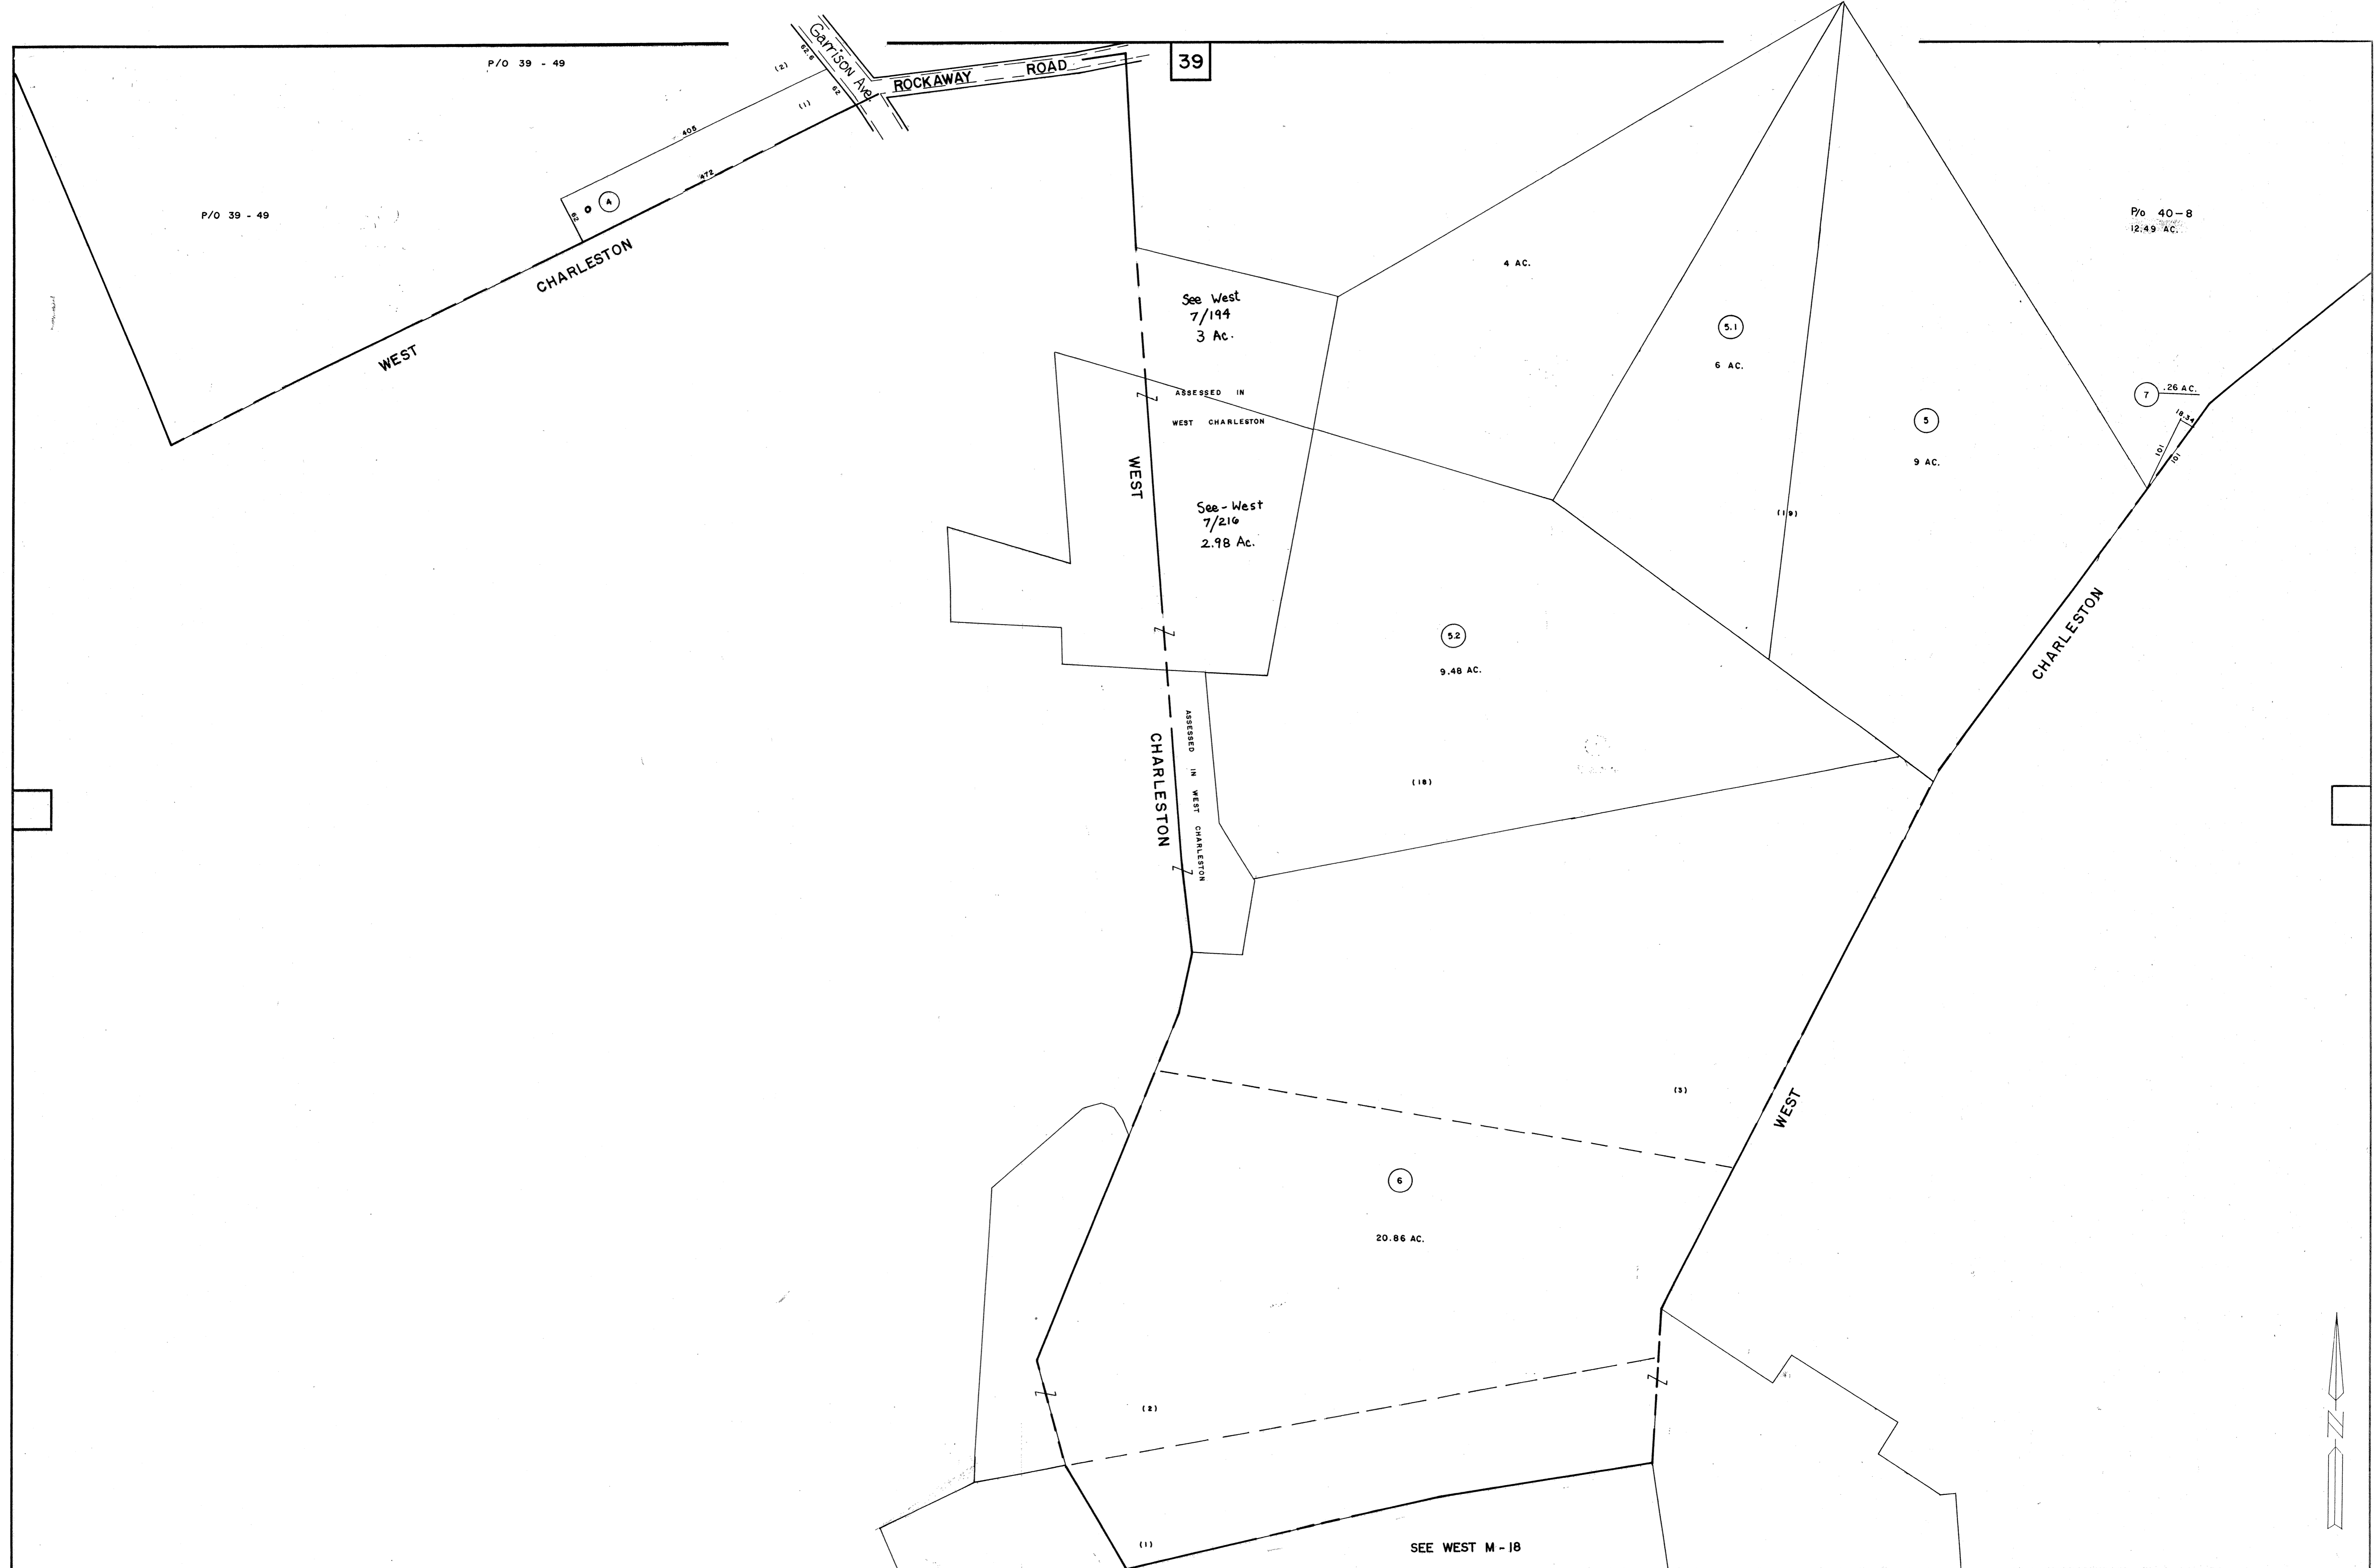 P/O 39 - 49
(2)
62.6
Garrison Ave.
62
(1)
ROCKAWAY ROAD
39
405
472
62
4
P/O 39 - 49
CHARLESTON
WEST
P/o 40-8
12.49 AC.
4 AC.
See West
7/194
3 Ac.
5.1
6 AC.
ASSESSED IN
WEST CHARLESTON
7
.26 AC.
18.34
101
101
5
9 AC.
WEST
See - West
7/216
2.98 Ac.
(19)
CHARLESTON
5.2
9.48 AC.
ASSESSED IN WEST CHARLESTON
CHARLESTON
(18)
(3)
WEST
6
20.86 AC.
(2)
N
(1)
SEE WEST M - 18